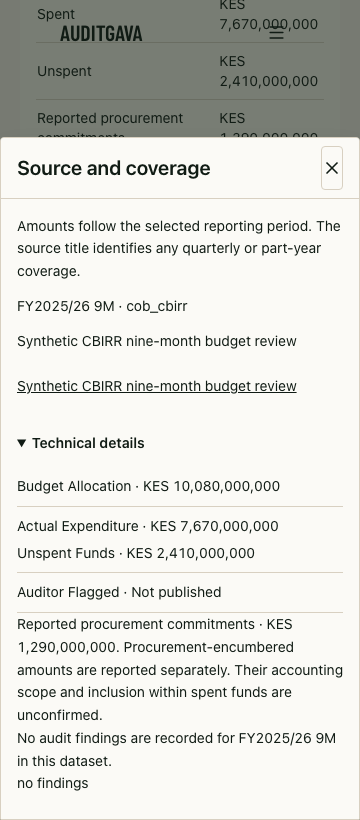 Spent
KES
7,670,000,000
AUDITGAVA
Unspent
KES
2,410,000,000
Reported procurement
commitments
KES
1,290,000,000
Source and coverage
Amounts follow the selected reporting period. The
source title identifies any quarterly or part-year
coverage.
FY2025/26 9M · cob_cbirr
Synthetic CBIRR nine-month budget review
Synthetic CBIRR nine-month budget review
▼ Technical details
Budget Allocation · KES 10,080,000,000
Actual Expenditure · KES 7,670,000,000
Unspent Funds · KES 2,410,000,000
Auditor Flagged · Not published
Reported procurement commitments · KES
1,290,000,000. Procurement-encumbered
amounts are reported separately. Their accounting
scope and inclusion within spent funds are
unconfirmed.
No audit findings are recorded for FY2025/26 9M
in this dataset.
no findings